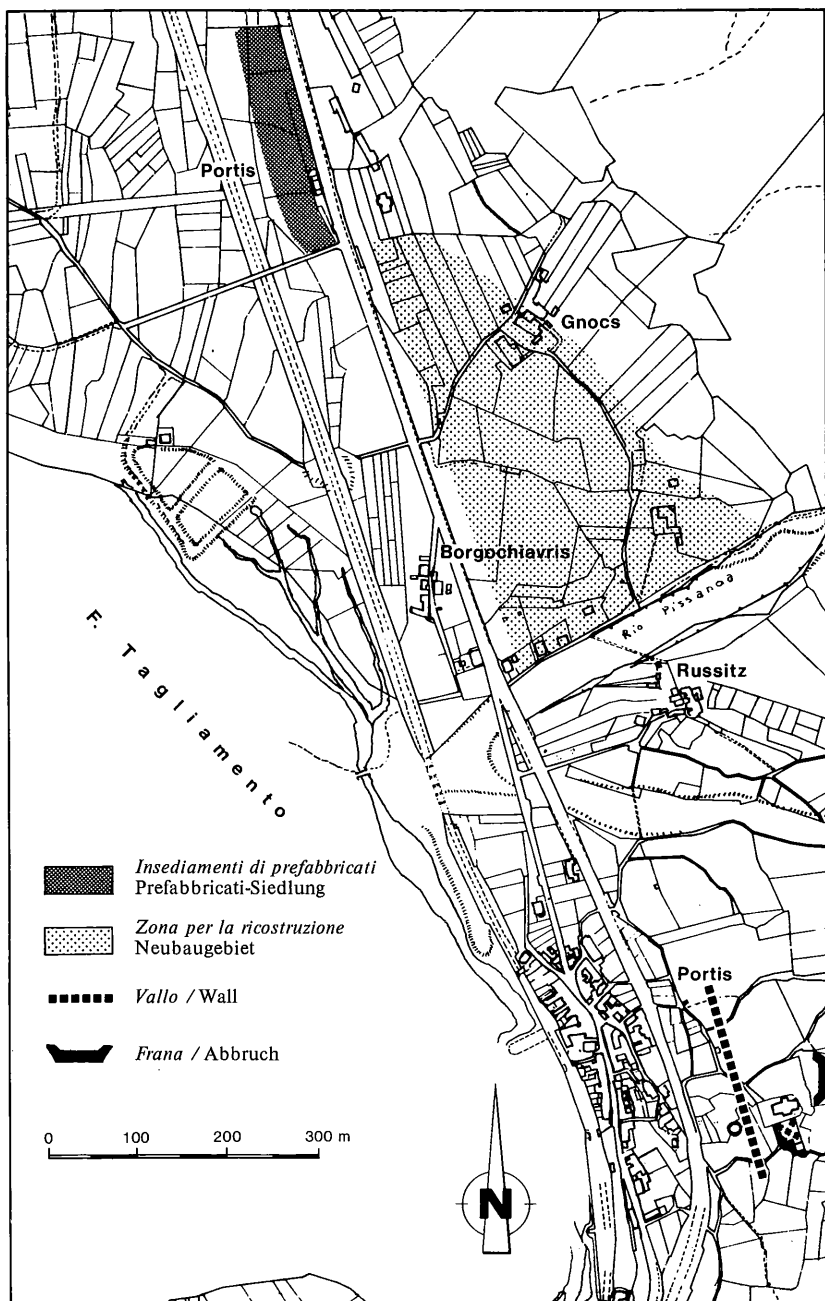 Portis
Gnocs
Borgochiavris
Rio Pissanda
Russitz
F. Tagliamento
Portis
Insediamenti di prefabbricati
Prefabbricati-Siedlung
Zona per la ricostruzione
Neubaugebiet
Vallo / Wall
Frana / Abbruch
0 100 200 300 m
N